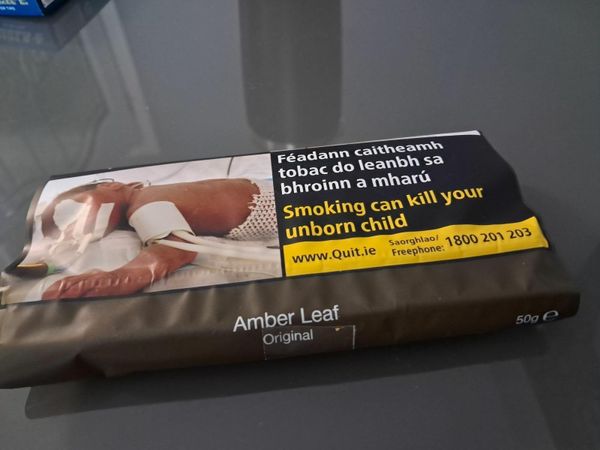 Féadann caitheamh
tobac do leanbh sa
bhroinn a mharú
Smoking can kill your
unborn child
www.Quit.ie
Saorghlao/
Freephone:
1800 201 203
Amber Leaf
Original
50g ℮